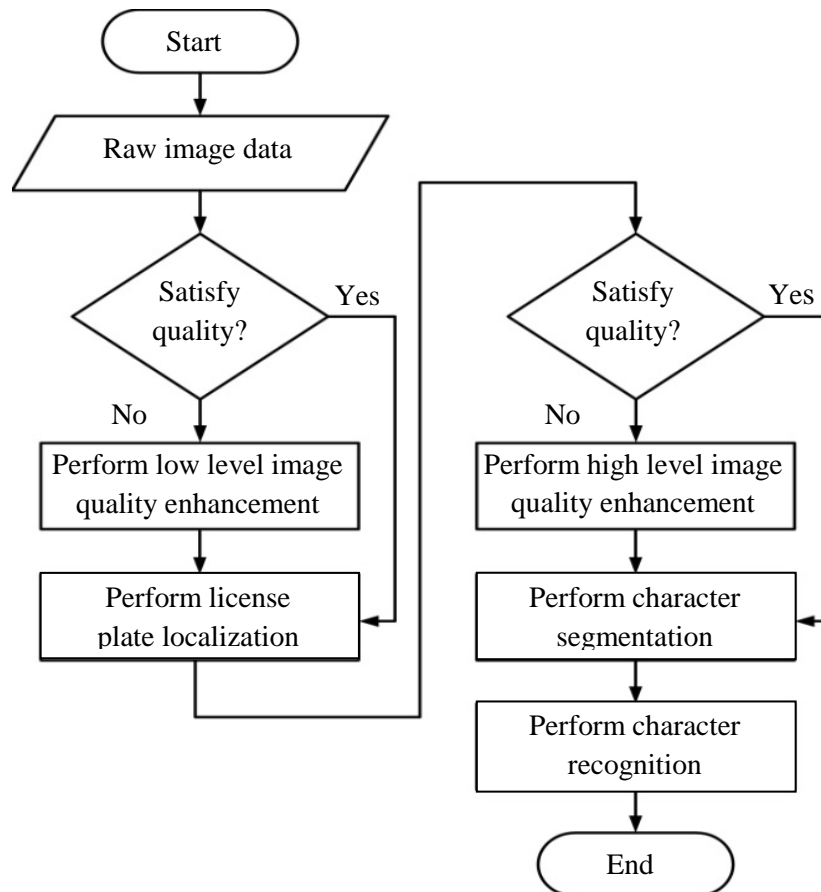 Start
Raw image data
Satisfy
quality?
Yes
No
Perform low level image
quality enhancement
Perform license
plate localization
Satisfy
quality?
Yes
No
Perform high level image
quality enhancement
Perform character
segmentation
Perform character
recognition
End